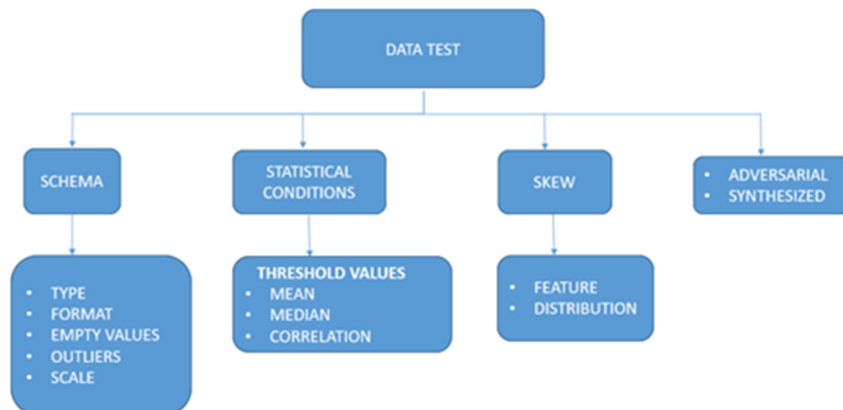 DATA TEST
SCHEMA
STATISTICAL
CONDITIONS
SKEW
• ADVERSARIAL
• SYNTHESIZED
• TYPE
• FORMAT
• EMPTY VALUES
• OUTLIERS
• SCALE
THRESHOLD VALUES
• MEAN
• MEDIAN
• CORRELATION
• FEATURE
• DISTRIBUTION